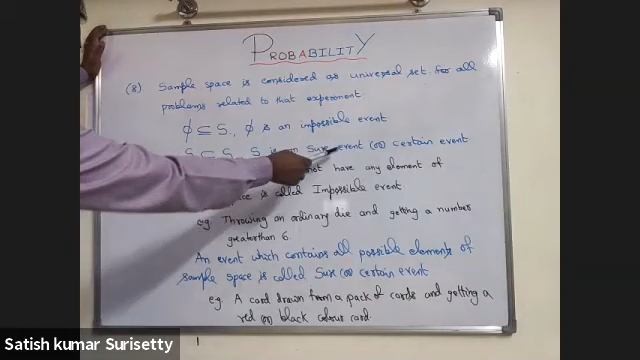 PROBABILITY
(8) Sample space is considered as universal set for all
problems related to that experiment
ϕ ⊆ S, ϕ is an impossible event
S ⊆ S, S is an Sure event (or) certain event
not have any element of
space is called Impossible event
eg. Throwing an ordinary die and getting a number
greater than 6.
An event which contains all possible elements of
sample space is called Sure (or) certain event
eg: A card drawn from a pack of cards and getting a
red (or) black colour card
Satish kumar Surisetty